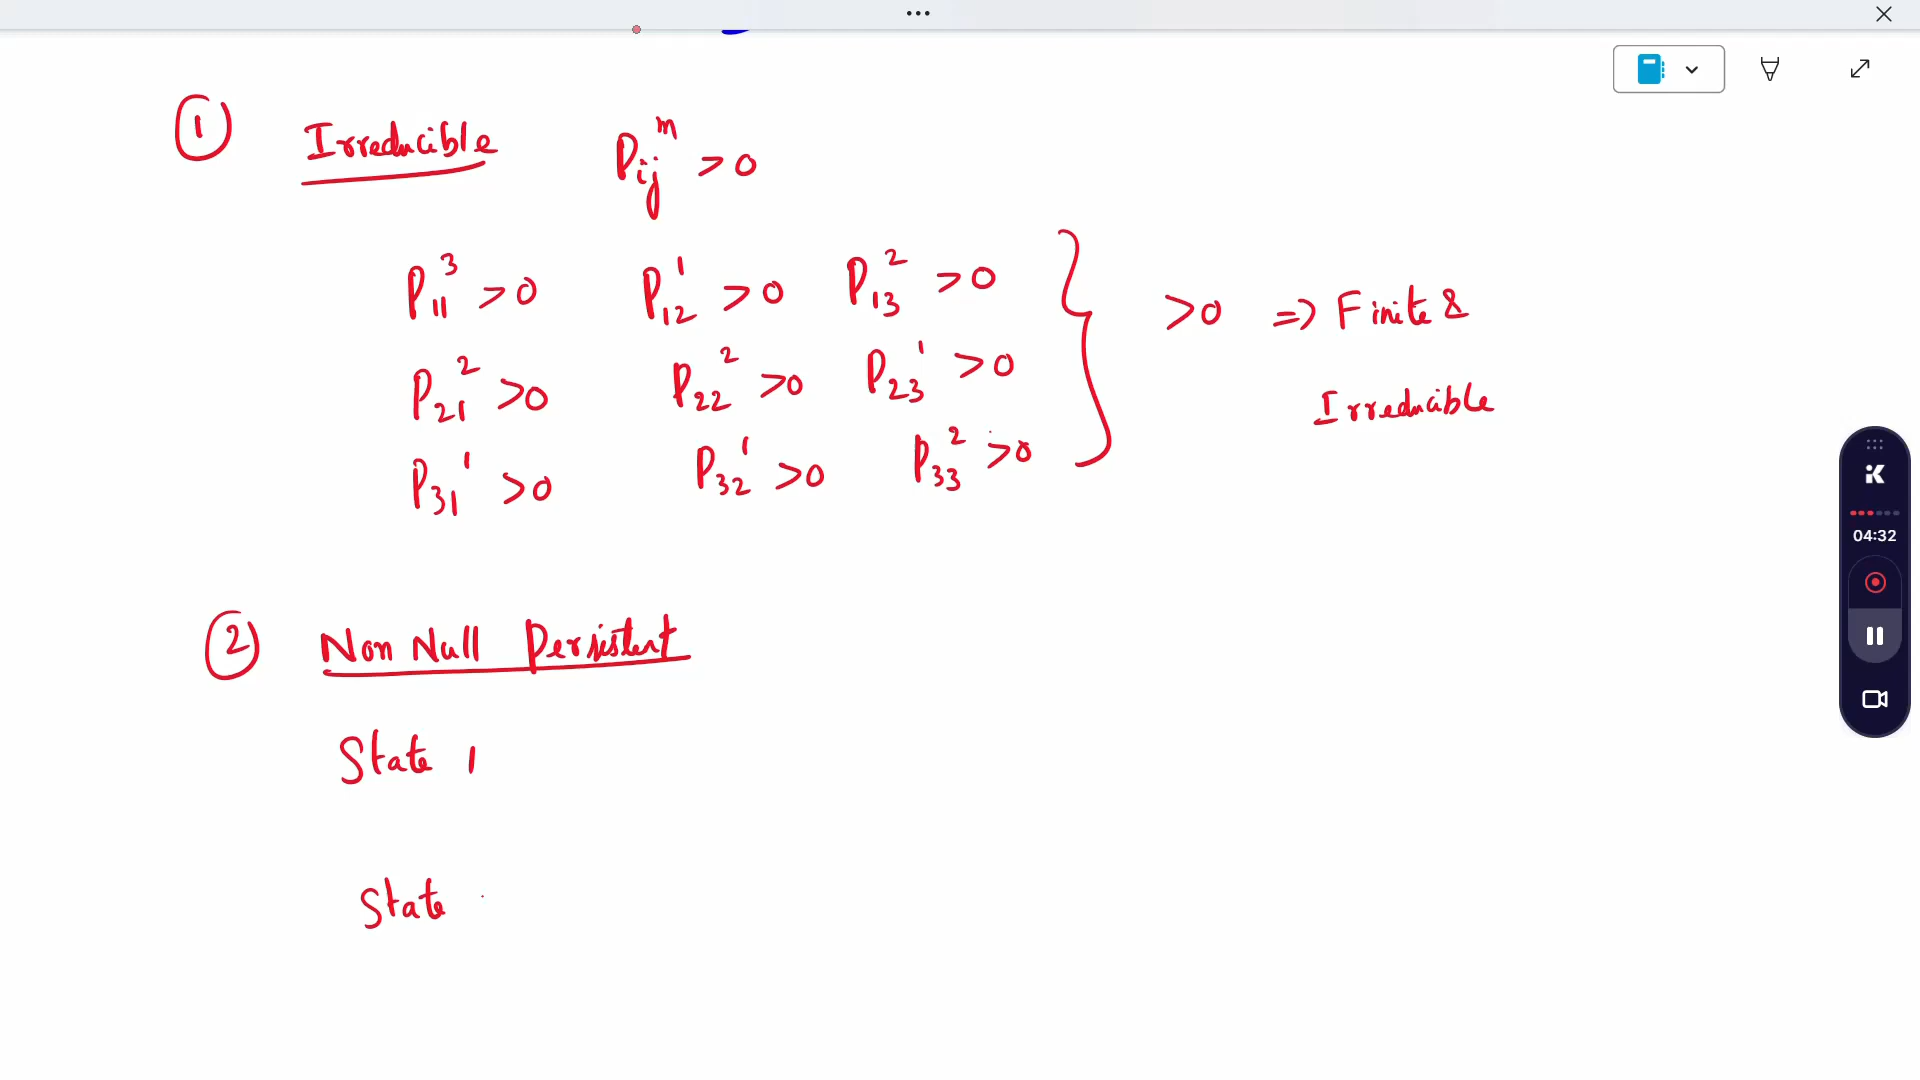 ① Irreducible P_ij^m > 0
P_11^3 > 0 P_12^1 > 0 P_13^2 > 0
P_21^2 > 0 P_22^2 > 0 P_23^1 > 0
P_31^1 > 0 P_32^1 > 0 P_33^2 > 0
> 0 ⇒ Finite &
Irreducible
② Non Null Persistent
State 1
State
04:32